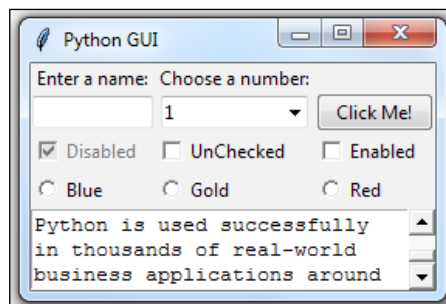 Python GUI
Enter a name: Choose a number:
1 Click Me!
Disabled UnChecked Enabled
Blue Gold Red
Python is used successfully
in thousands of real-world
business applications around